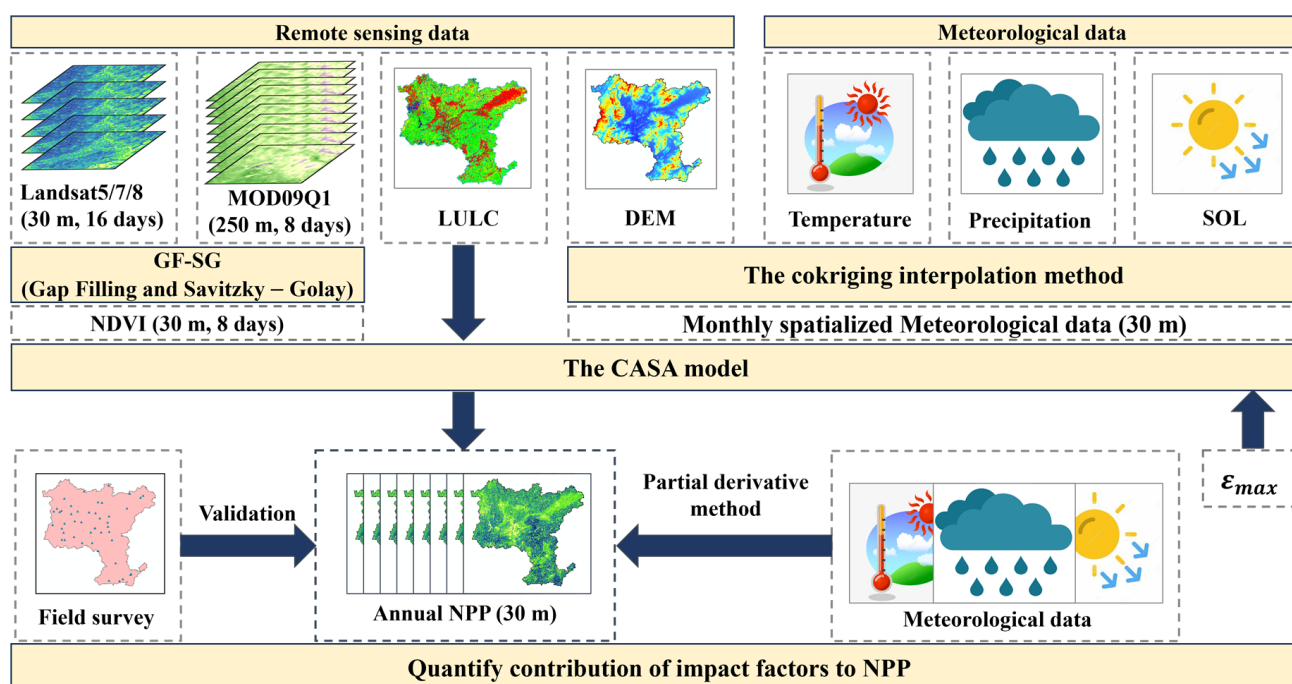 Remote sensing data
Meteorological data
Landsat5/7/8
(30 m, 16 days)
MOD09Q1
(250 m, 8 days)
LULC
DEM
Temperature
Precipitation
SOL
GF-SG
(Gap Filling and Savitzky – Golay)
The cokriging interpolation method
NDVI (30 m, 8 days)
Monthly spatialized Meteorological data (30 m)
The CASA model
Validation
Partial derivative
method
ε_max
Field survey
Annual NPP (30 m)
Meteorological data
Quantify contribution of impact factors to NPP